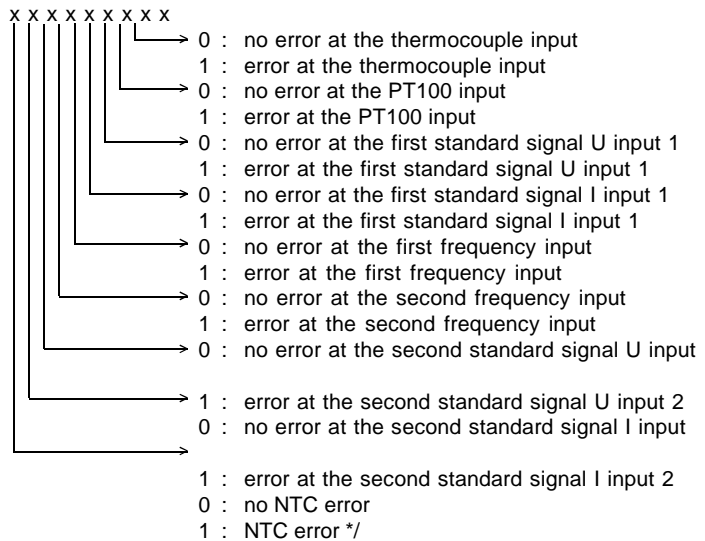 x x x x x x x x x
0 : no error at the thermocouple input
1 : error at the thermocouple input
0 : no error at the PT100 input
1 : error at the PT100 input
0 : no error at the first standard signal U input 1
1 : error at the first standard signal U input 1
0 : no error at the first standard signal I input 1
1 : error at the first standard signal I input 1
0 : no error at the first frequency input
1 : error at the first frequency input
0 : no error at the second frequency input
1 : error at the second frequency input
0 : no error at the second standard signal U input
1 : error at the second standard signal U input 2
0 : no error at the second standard signal I input
1 : error at the second standard signal I input 2
0 : no NTC error
1 : NTC error */